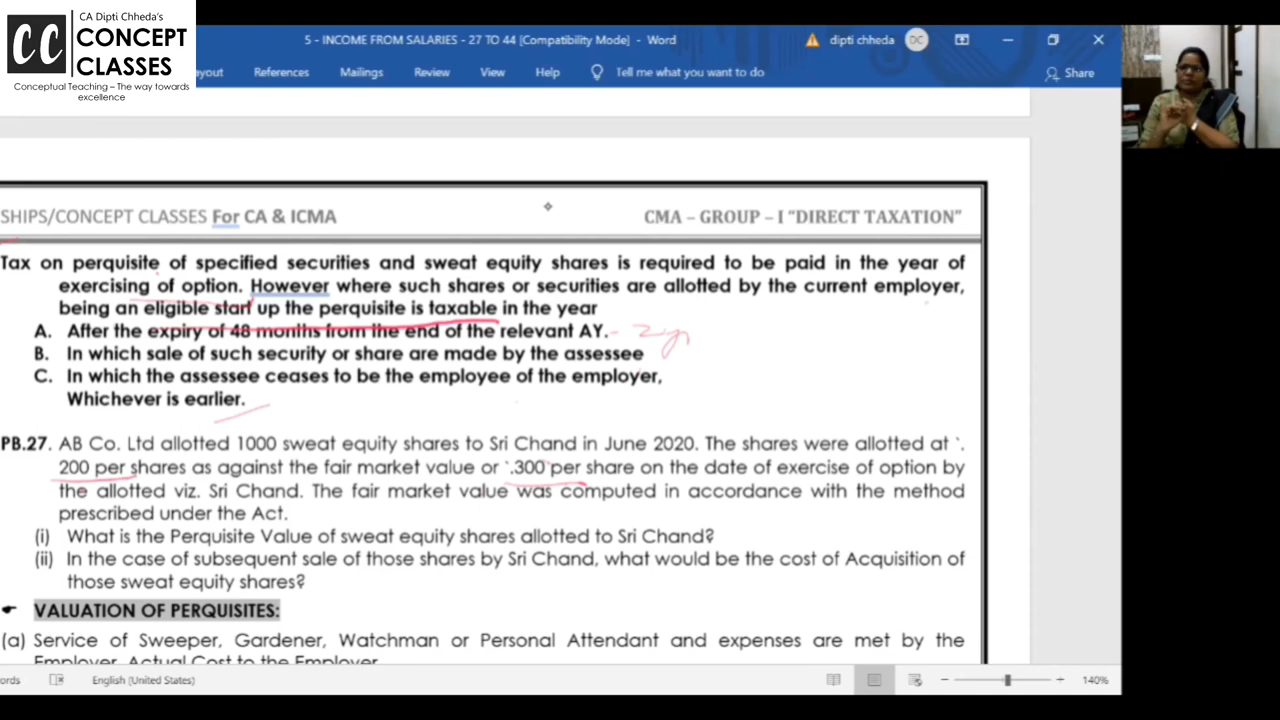 CC
CA Dipti Chheda's
CONCEPT
CLASSES
Conceptual Teaching – The way towards
excellence
5 - INCOME FROM SALARIES - 27 TO 44 [Compatibility Mode] - Word
dipti chheda
DC
ayout References Mailings Review View Help Tell me what you want to do
Share
SHIPS/CONCEPT CLASSES For CA & ICMA
CMA – GROUP – I "DIRECT TAXATION"
Tax on perquisite of specified securities and sweat equity shares is required to be paid in the year of
exercising of option. However where such shares or securities are allotted by the current employer,
being an eligible start up the perquisite is taxable in the year
A. After the expiry of 48 months from the end of the relevant AY.
B. In which sale of such security or share are made by the assessee
C. In which the assessee ceases to be the employee of the employer,
Whichever is earlier.
PB.27. AB Co. Ltd allotted 1000 sweat equity shares to Sri Chand in June 2020. The shares were allotted at `.
200 per shares as against the fair market value or `.300 per share on the date of exercise of option by
the allotted viz. Sri Chand. The fair market value was computed in accordance with the method
prescribed under the Act.
(i) What is the Perquisite Value of sweat equity shares allotted to Sri Chand?
(ii) In the case of subsequent sale of those shares by Sri Chand, what would be the cost of Acquisition of
those sweat equity shares?
VALUATION OF PERQUISITES:
(a) Service of Sweeper, Gardener, Watchman or Personal Attendant and expenses are met by the
Employer. Actual Cost to the Employer
ords English (United States) 140%